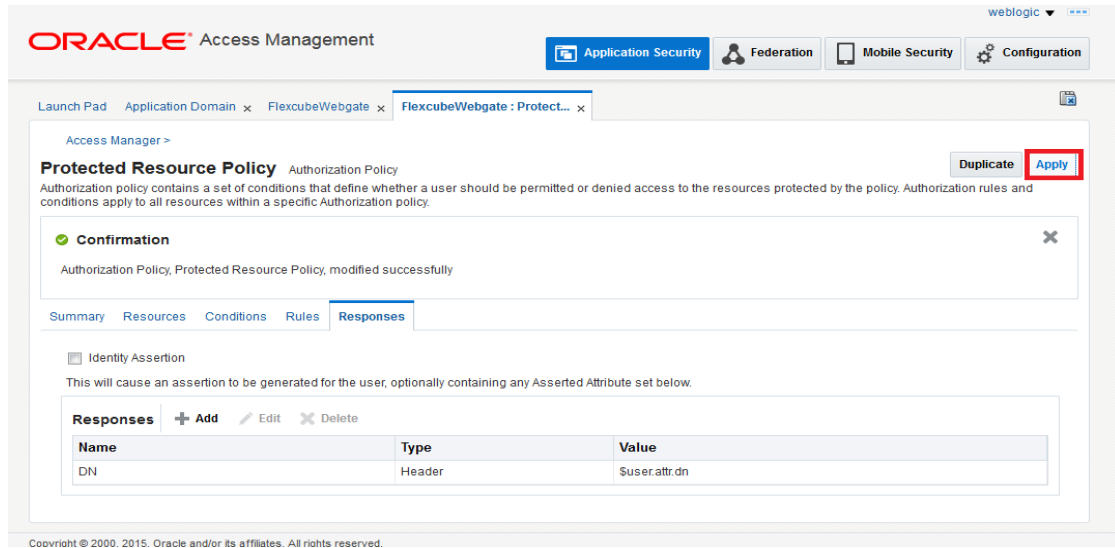 weblogic
ORACLE Access Management
Application Security Federation Mobile Security Configuration
Launch Pad Application Domain x FlexcubeWebgate x FlexcubeWebgate : Protect... x
Access Manager >
Protected Resource Policy Authorization Policy
Duplicate Apply
Authorization policy contains a set of conditions that define whether a user should be permitted or denied access to the resources protected by the policy. Authorization rules and
conditions apply to all resources within a specific Authorization policy.
Confirmation
Authorization Policy, Protected Resource Policy, modified successfully
Summary Resources Conditions Rules Responses
Identity Assertion
This will cause an assertion to be generated for the user, optionally containing any Asserted Attribute set below.
Responses Add Edit Delete
Name Type Value
DN Header $user.attr.dn
Copyright © 2000, 2015, Oracle and/or its affiliates. All rights reserved.